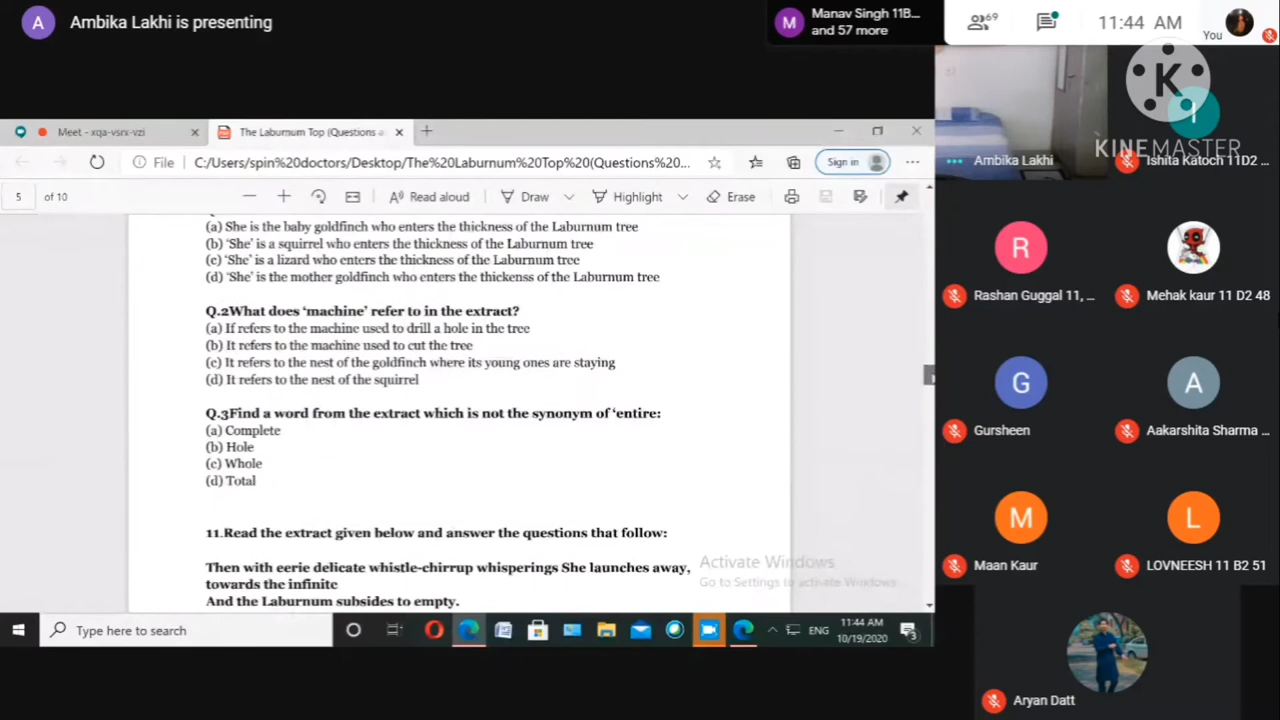 A Ambika Lakhi is presenting
M Manav Singh 11B...
and 57 more
69
11:44 AM
You
Meet - xqa-vsrx-vzi
The Laburnum Top (Questions a
File
C:/Users/spin%20doctors/Desktop/The%20Laburnum%20Top%20(Questions%20...
Sign in
5 of 10
Read aloud
Draw
Highlight
Erase
(a) She is the baby goldfinch who enters the thickness of the Laburnum tree
(b) ‘She’ is a squirrel who enters the thickness of the Laburnum tree
(c) ‘She’ is a lizard who enters the thickness of the Laburnum tree
(d) ‘She’ is the mother goldfinch who enters the thickenss of the Laburnum tree
Q.2What does ‘machine’ refer to in the extract?
(a) If refers to the machine used to drill a hole in the tree
(b) It refers to the machine used to cut the tree
(c) It refers to the nest of the goldfinch where its young ones are staying
(d) It refers to the nest of the squirrel
Q.3Find a word from the extract which is not the synonym of ‘entire:
(a) Complete
(b) Hole
(c) Whole
(d) Total
11.Read the extract given below and answer the questions that follow:
Then with eerie delicate whistle-chirrup whisperings She launches away,
towards the infinite
And the Laburnum subsides to empty.
Activate Windows
Go to Settings to activate Windows.
Type here to search
ENG
11:44 AM
10/19/2020
3
K
KINEMASTER
Ambika Lakhi
I
Ishita Katoch 11D2 ...
R
Rashan Guggal 11, ...
Mehak kaur 11 D2 48
G
Gursheen
A
Aakarshita Sharma ...
M
Maan Kaur
L
LOVNEESH 11 B2 51
Aryan Datt